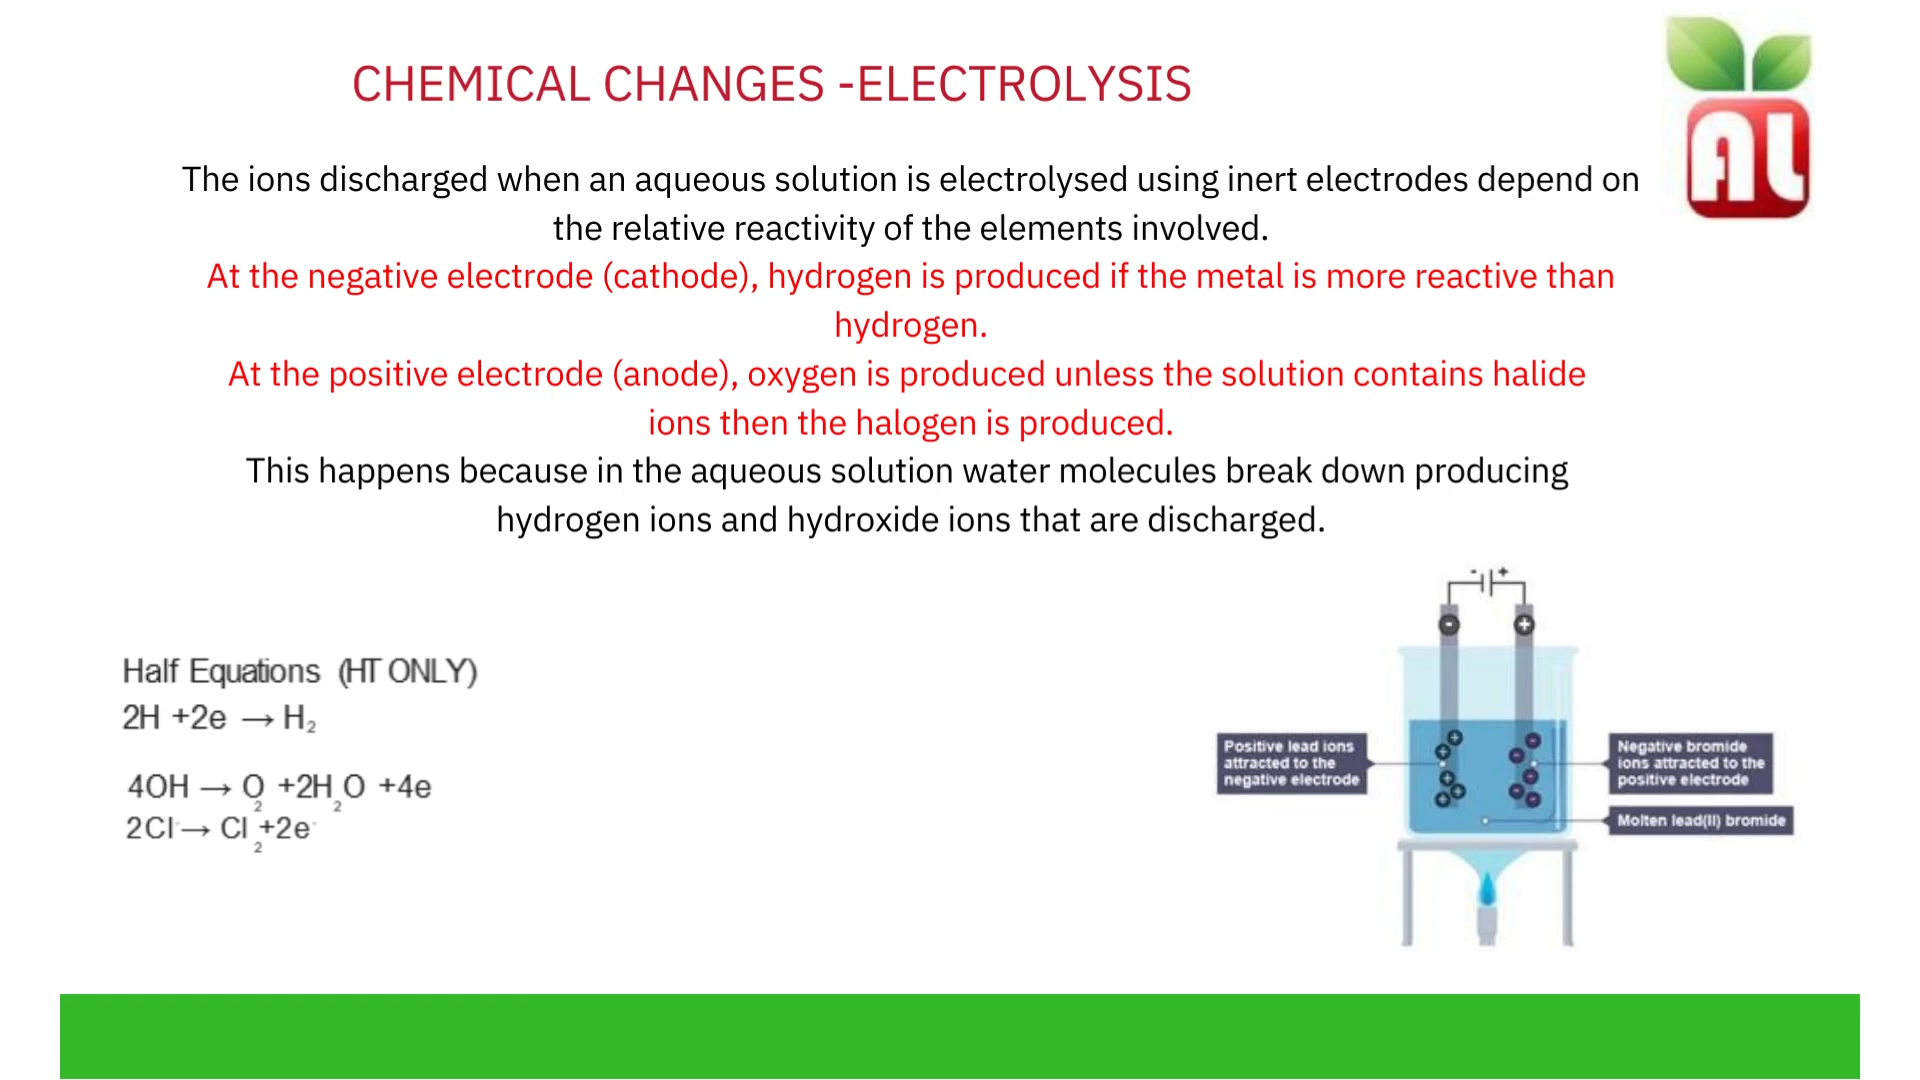 CHEMICAL CHANGES -ELECTROLYSIS
AL
The ions discharged when an aqueous solution is electrolysed using inert electrodes depend on
the relative reactivity of the elements involved.
At the negative electrode (cathode), hydrogen is produced if the metal is more reactive than
hydrogen.
At the positive electrode (anode), oxygen is produced unless the solution contains halide
ions then the halogen is produced.
This happens because in the aqueous solution water molecules break down producing
hydrogen ions and hydroxide ions that are discharged.
Half Equations (HT ONLY)
2H +2e → H₂
4OH → O₂ +2H₂O +4e
2Cl⁻→ Cl₂+2e⁻
- +
- +
Positive lead ions
attracted to the
negative electrode
Negative bromide
ions attracted to the
positive electrode
Molten lead(II) bromide